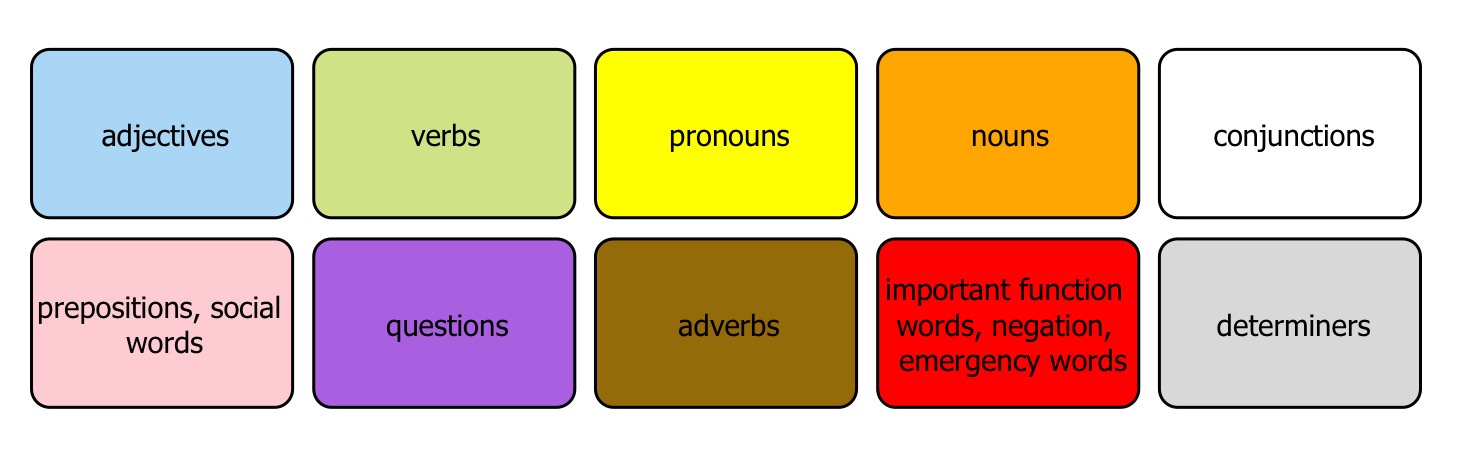 adjectives
verbs
pronouns
nouns
conjunctions
prepositions, social
words
questions
adverbs
important function
words, negation,
emergency words
determiners